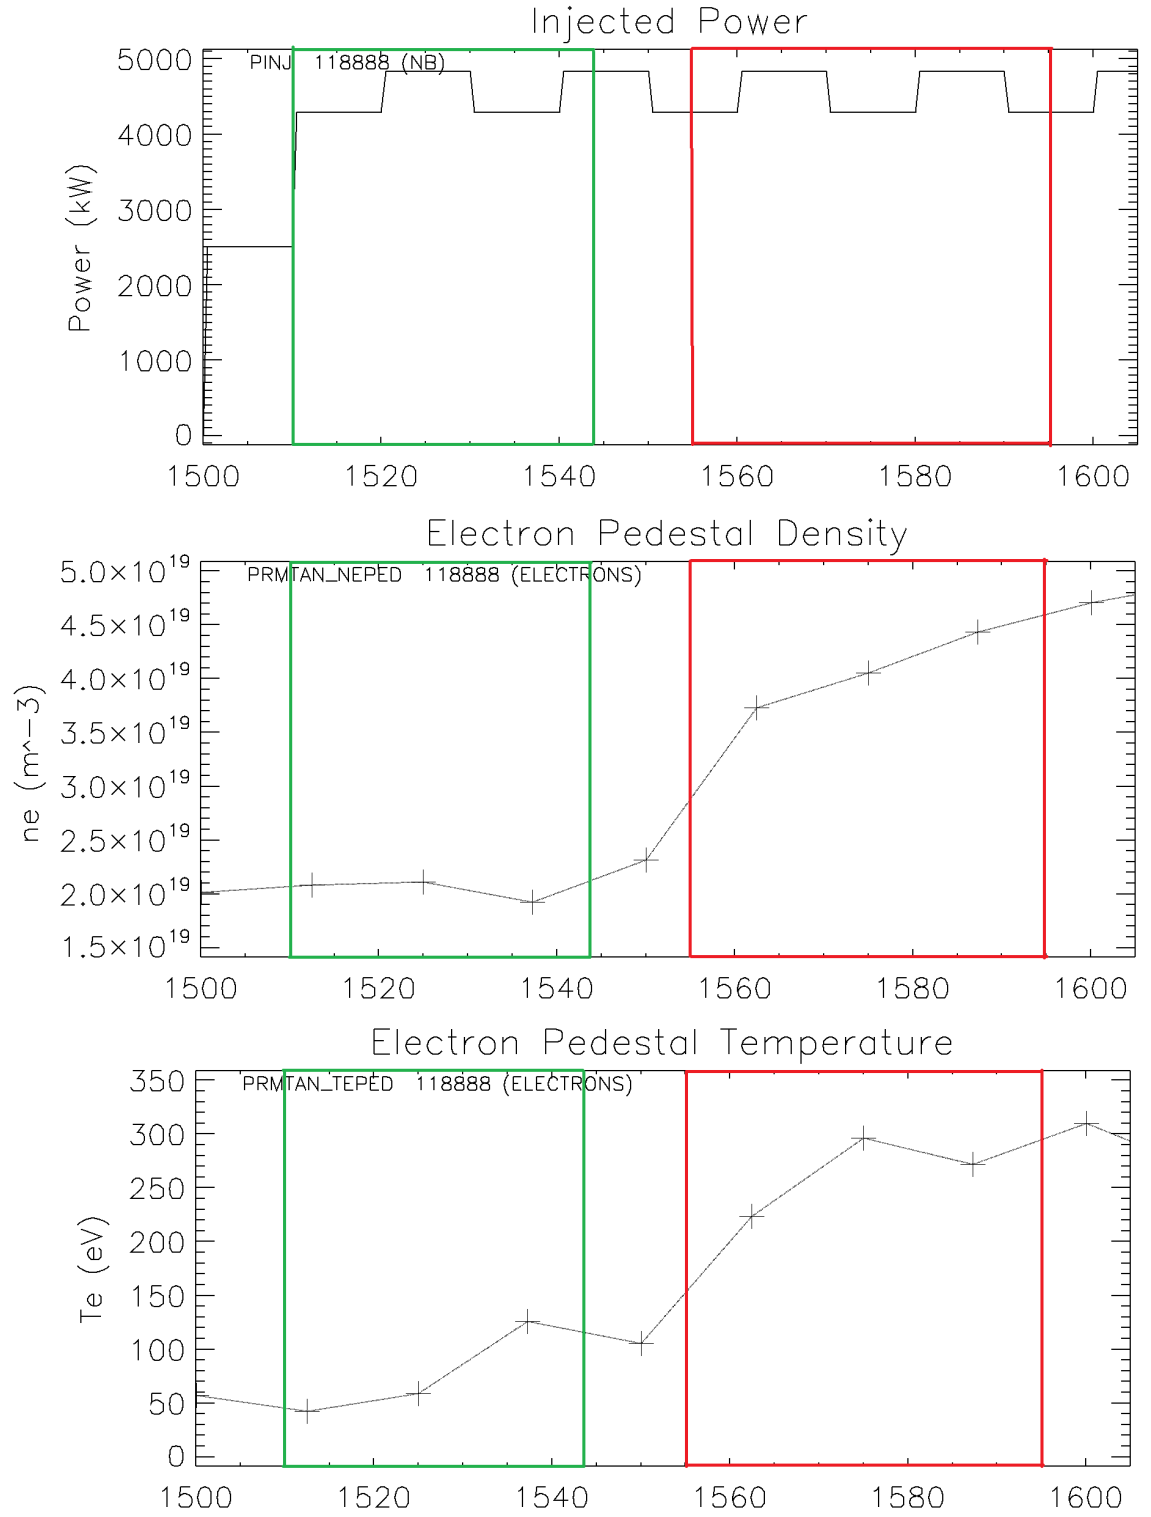 Injected Power
PINJ 118888 (NB)
5000
4000
3000
2000
1000
0
Power (kW)
1500 1520 1540 1560 1580 1600
Electron Pedestal Density
PRMTAN_NEPED 118888 (ELECTRONS)
5.0×10^19
4.5×10^19
4.0×10^19
3.5×10^19
3.0×10^19
2.5×10^19
2.0×10^19
1.5×10^19
ne (m^-3)
1500 1520 1540 1560 1580 1600
Electron Pedestal Temperature
PRMTAN_TEPED 118888 (ELECTRONS)
350
300
250
200
150
100
50
0
Te (eV)
1500 1520 1540 1560 1580 1600